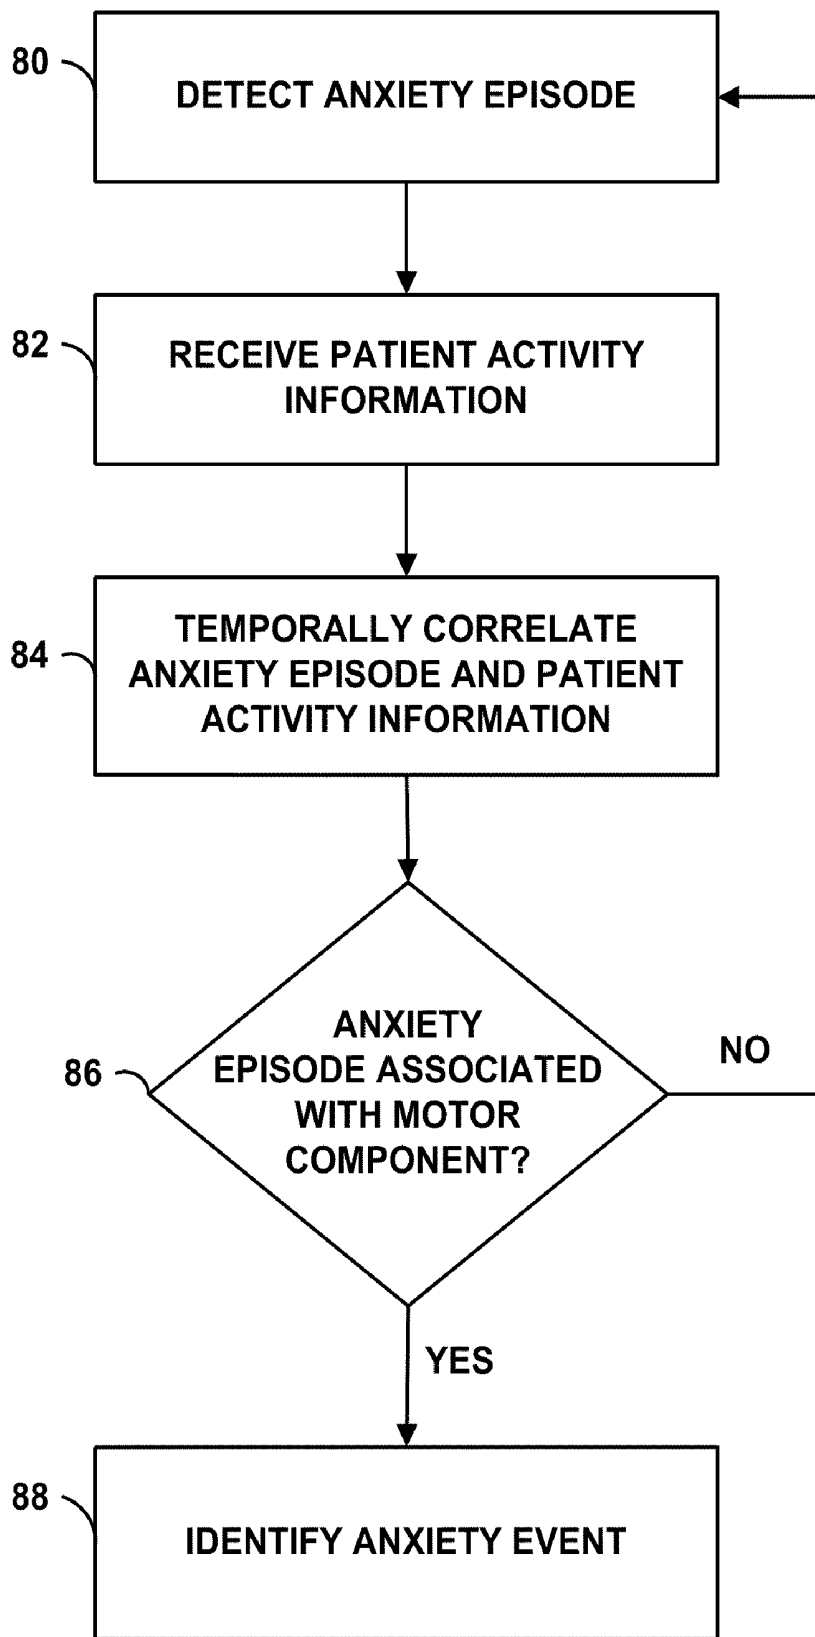 80
DETECT ANXIETY EPISODE
82
RECEIVE PATIENT ACTIVITY
INFORMATION
84
TEMPORALLY CORRELATE
ANXIETY EPISODE AND PATIENT
ACTIVITY INFORMATION
86
ANXIETY
EPISODE ASSOCIATED
WITH MOTOR
COMPONENT?
NO
YES
88
IDENTIFY ANXIETY EVENT